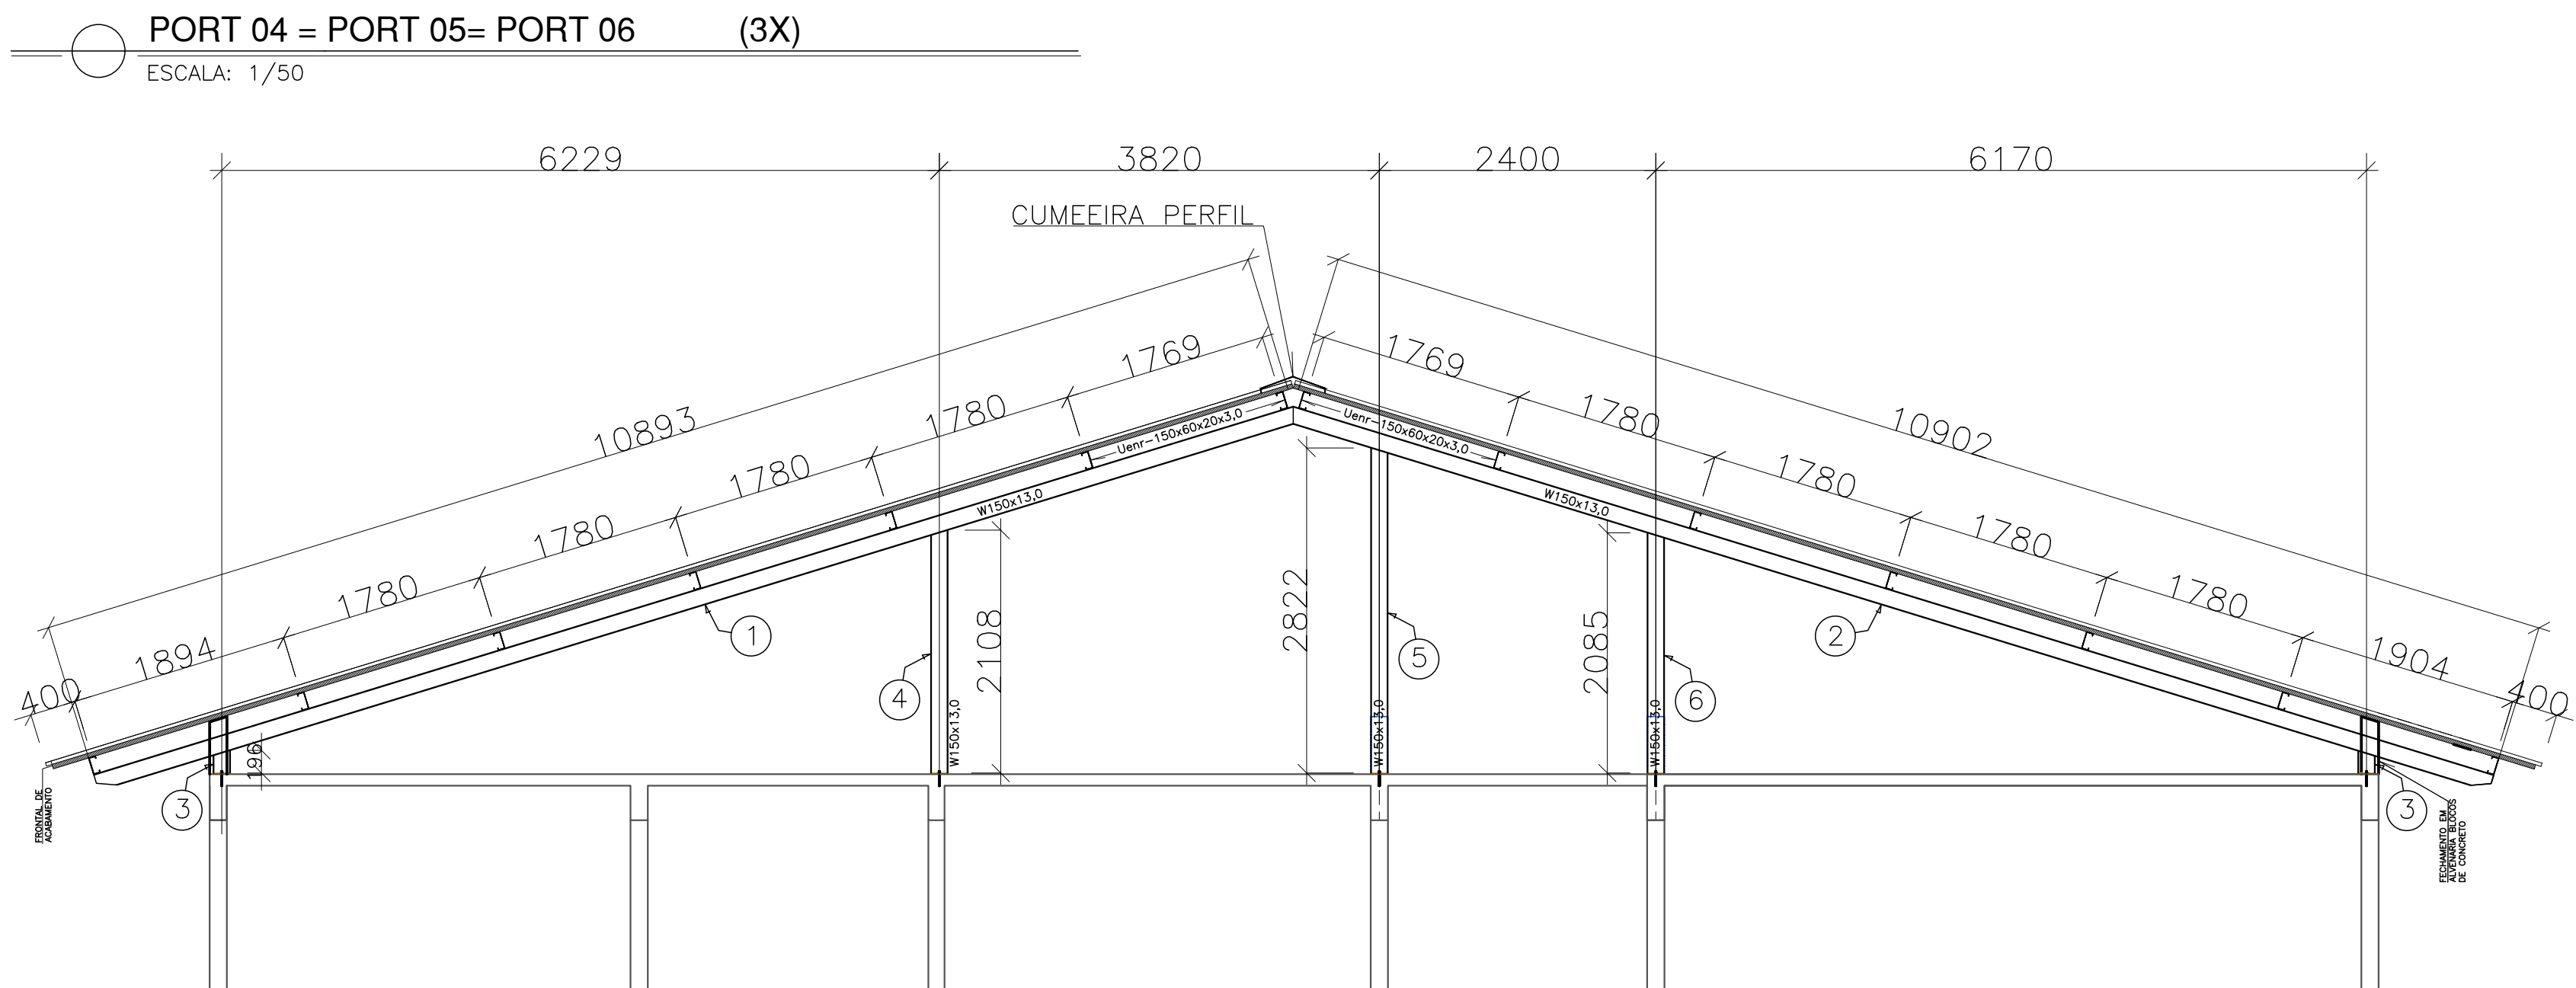 PORT 04 = PORT 05= PORT 06 (3X)
ESCALA: 1/50
6229
3820
2400
6170
CUMEEIRA PERFIL
10893
10902
1769
1780
1780
1780
1780
1894
400
1769
1780
1780
1780
1780
1904
400
Uenr-150x60x20x3,0
Uenr-150x60x20x3,0
W150x13,0
W150x13,0
1
2
2108
2822
2085
4
5
6
W150x13,0
W150x13,0
W150x13,0
196
3
3
FRONTAL DE
ACABAMENTO
FECHAMENTO EM
ALVENARIA BLOCOS
DE CONCRETO